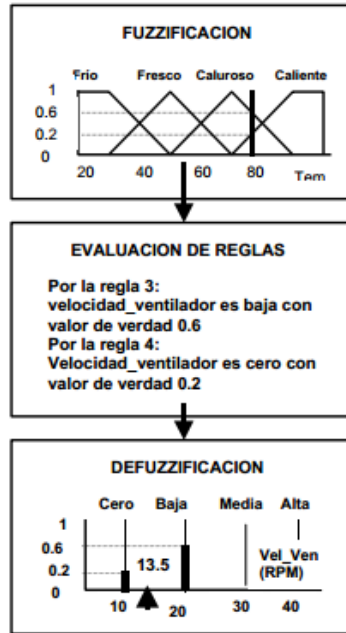 FUZZIFICACION
Frio Fresco Caluroso Caliente
1
0.6
0.2
0
20 40 60 80 Tem
EVALUACION DE REGLAS
Por la regla 3:
velocidad_ventilador es baja con
valor de verdad 0.6
Por la regla 4:
Velocidad_ventilador es cero con
valor de verdad 0.2
DEFUZZIFICACION
Cero Baja Media Alta
1
0.6
0.2
0
13.5
Vel_Ven
(RPM)
10 20 30 40